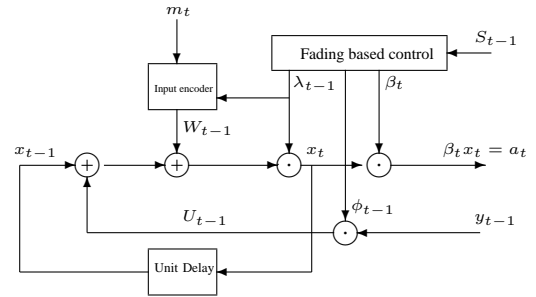 m_t
Fading based control
S_{t−1}
Input encoder
λ_{t−1}
β_t
W_{t−1}
x_{t−1}
x_t
β_t x_t = a_t
+
+
·
·
U_{t−1}
ϕ_{t−1}
y_{t−1}
·
Unit Delay